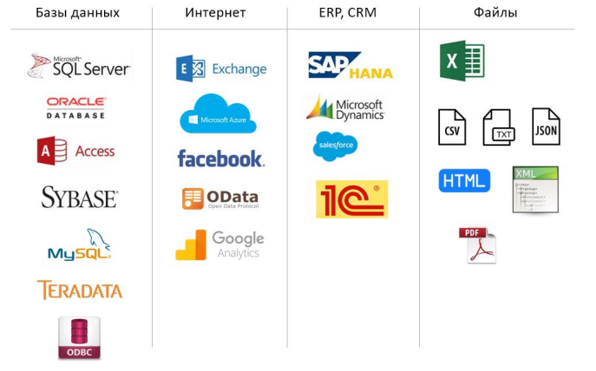 Базы данных
Интернет
ERP, CRM
Файлы
Microsoft®
SQL Server®
ORACLE®
DATABASE
Access
SYBASE®
MySQL®
TERADATA
ODBC
Exchange
Microsoft Azure
facebook®
OData
Open Data Protocol
Google
Analytics
SAP HANA
Microsoft
Dynamics®
salesforce
1C®
X
CSV
TXT
JSON
HTML
XML
PDF